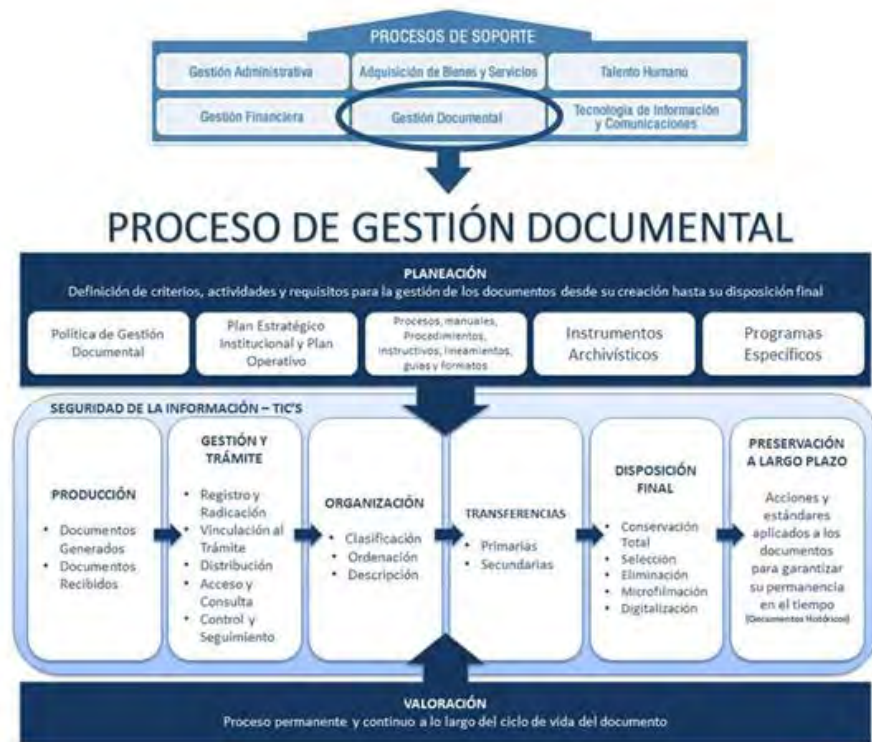 PROCESOS DE SOPORTE
Gestión Administrativa
Adquisición de Bienes y Servicios
Talento Humano
Gestión Financiera
Gestión Documental
Tecnología de Información
y Comunicaciones
PROCESO DE GESTIÓN DOCUMENTAL
PLANEACIÓN
Definición de criterios, actividades y requisitos para la gestión de los documentos desde su creación hasta su disposición final
Política de Gestión
Documental
Plan Estratégico
Institucional y Plan
Operativo
Procesos, manuales,
Procedimientos,
instructivos, lineamientos,
guías y formatos
Instrumentos
Archivísticos
Programas
Específicos
SEGURIDAD DE LA INFORMACIÓN – TIC'S
PRODUCCIÓN
• Documentos
Generados
• Documentos
Recibidos
GESTIÓN Y
TRÁMITE
• Registro y
Radicación
• Vinculación al
Trámite
• Distribución
• Acceso y
Consulta
• Control y
Seguimiento
ORGANIZACIÓN
• Clasificación
• Ordenación
• Descripción
TRANSFERENCIAS
• Primarias
• Secundarias
DISPOSICIÓN
FINAL
• Conservación
Total
• Selección
• Eliminación
• Microfilmación
• Digitalización
PRESERVACIÓN
A LARGO PLAZO
Acciones y
estándares
aplicados a los
documentos
para garantizar
su permanencia
en el tiempo
(Documentos Históricos)
VALORACIÓN
Proceso permanente y continuo a lo largo del ciclo de vida del documento